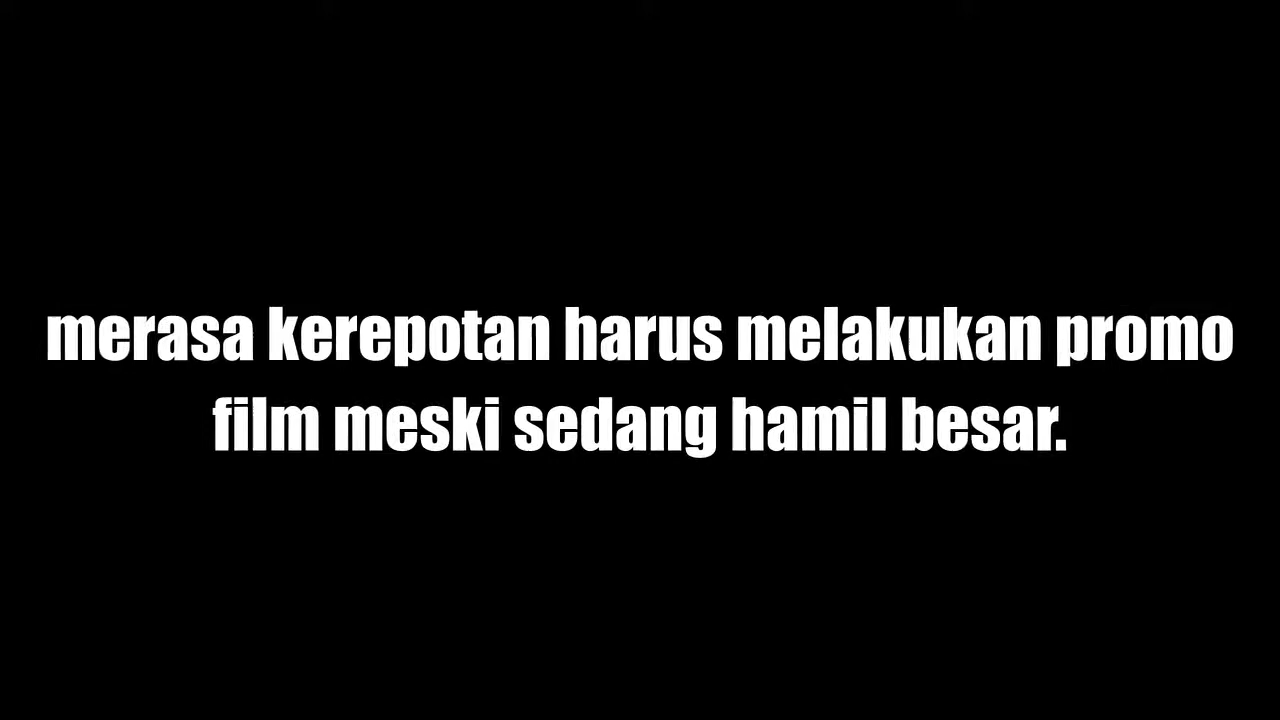 merasa kerepotan harus melakukan promo
film meski sedang hamil besar.